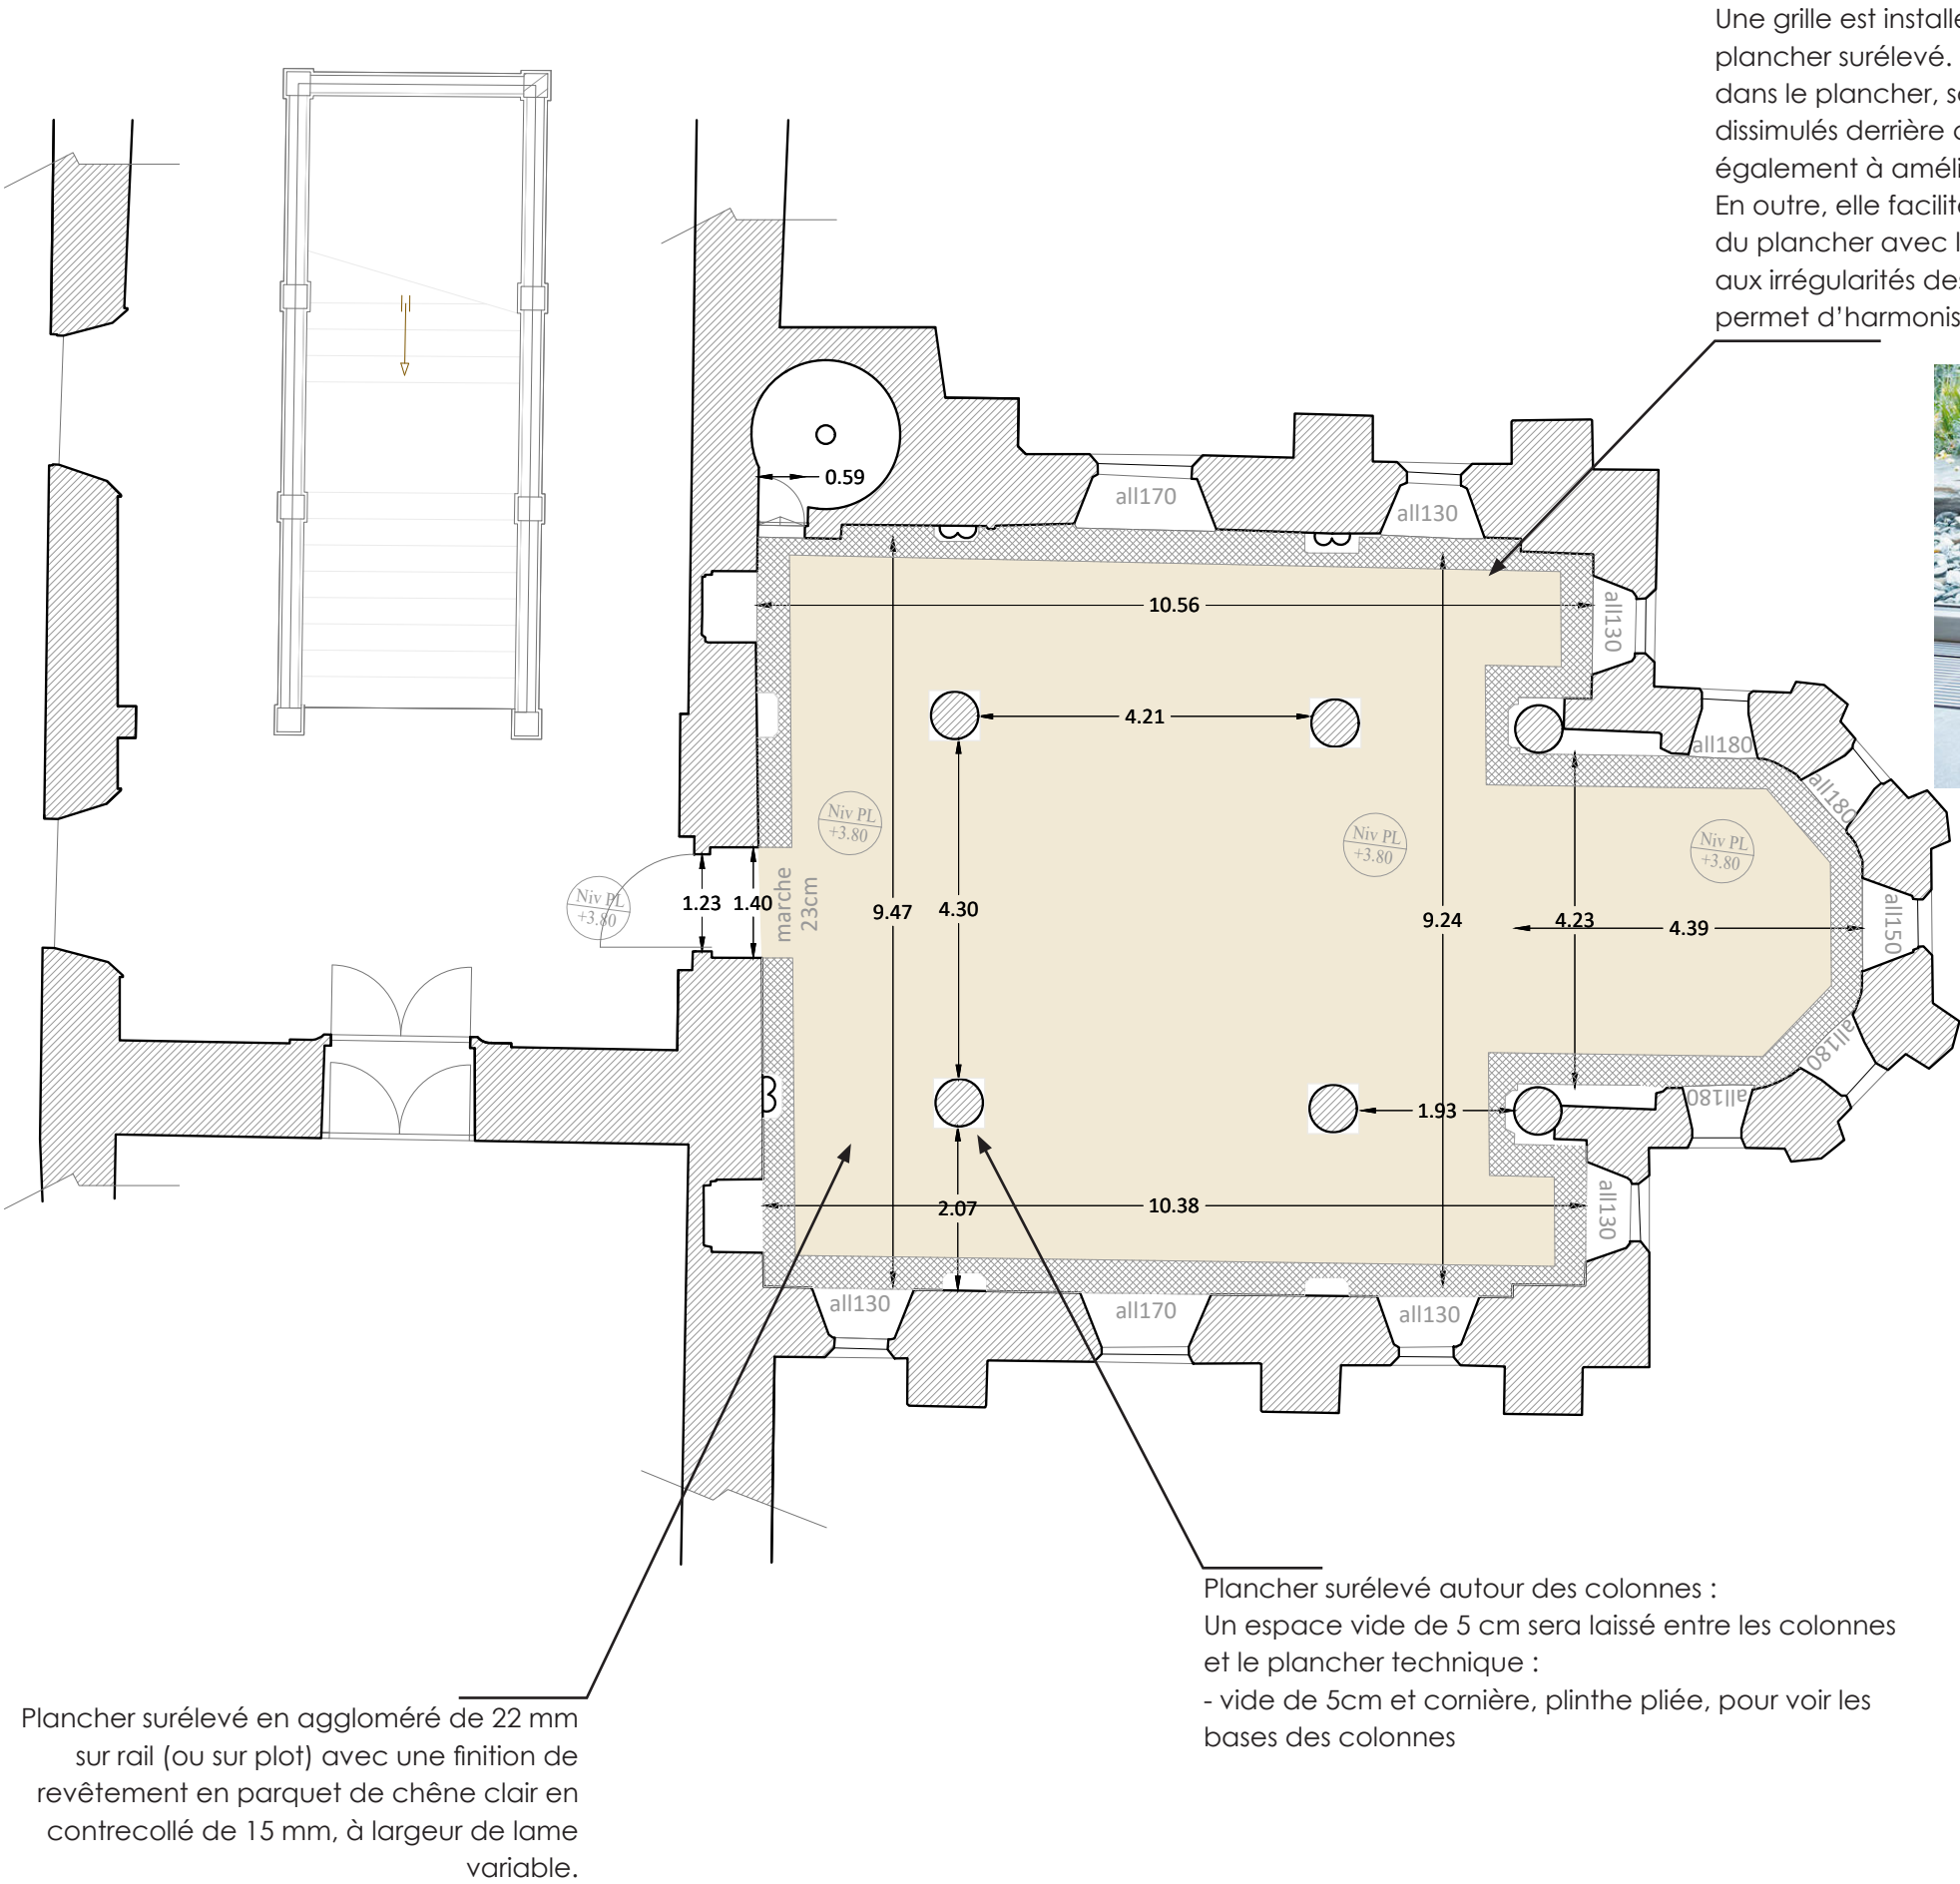 Une grille est
plancher surélevé.
dans le plancher,
dissimulés derrière
également à
En outre, elle
du plancher avec
aux irrégularités
permet
0.59
all170
all130
10.56
all130
4.21
all180
all180
Niv PL
+3.80
Niv PL
+3.80
Niv PL
+3.80
Niv PL
+3.80
1.23
1.40
marche
23cm
9.47
4.30
9.24
4.23
4.39
all150
all180
all180
1.93
2.07
10.38
all130
all130
all170
all130
Plancher surélevé autour des colonnes :
Un espace vide de 5 cm sera laissé entre les colonnes
et le plancher technique :
- vide de 5cm et cornière, plinthe pliée, pour voir les
bases des colonnes
Plancher surélevé en aggloméré de 22 mm
sur rail (ou sur plot) avec une finition de
revêtement en parquet de chêne clair en
contrecollé de 15 mm, à largeur de lame
variable.